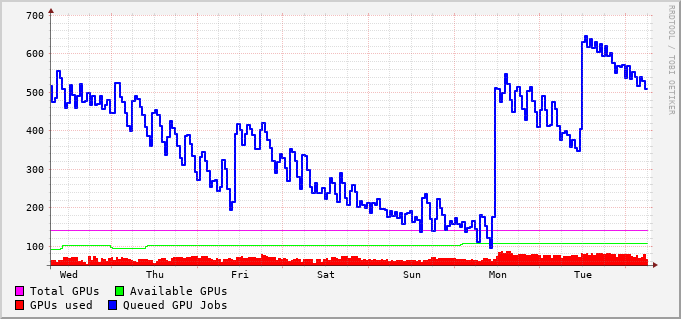 700
600
500
400
300
200
100
Wed Thu Fri Sat Sun Mon Tue
Total GPUs Available GPUs
GPUs used Queued GPU Jobs
RRDTOOL / TOBI OETIKER